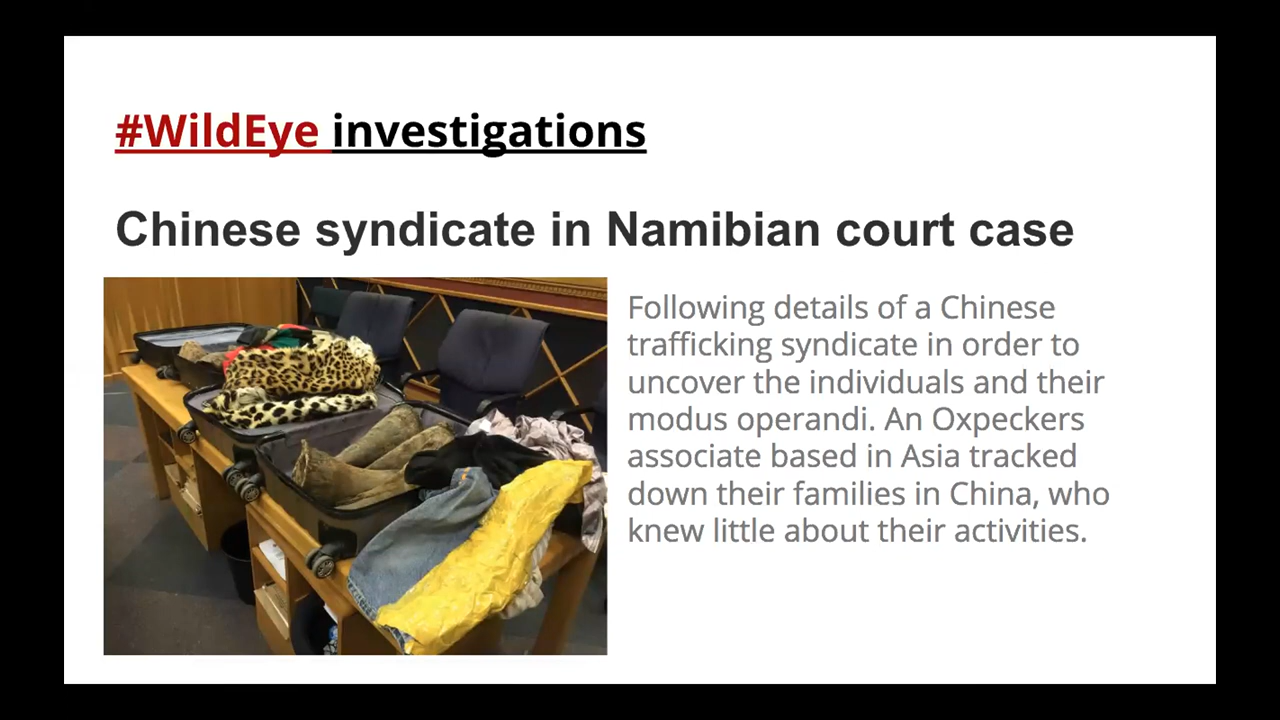 #WildEye investigations
Chinese syndicate in Namibian court case
Following details of a Chinese
trafficking syndicate in order to
uncover the individuals and their
modus operandi. An Oxpeckers
associate based in Asia tracked
down their families in China, who
knew little about their activities.